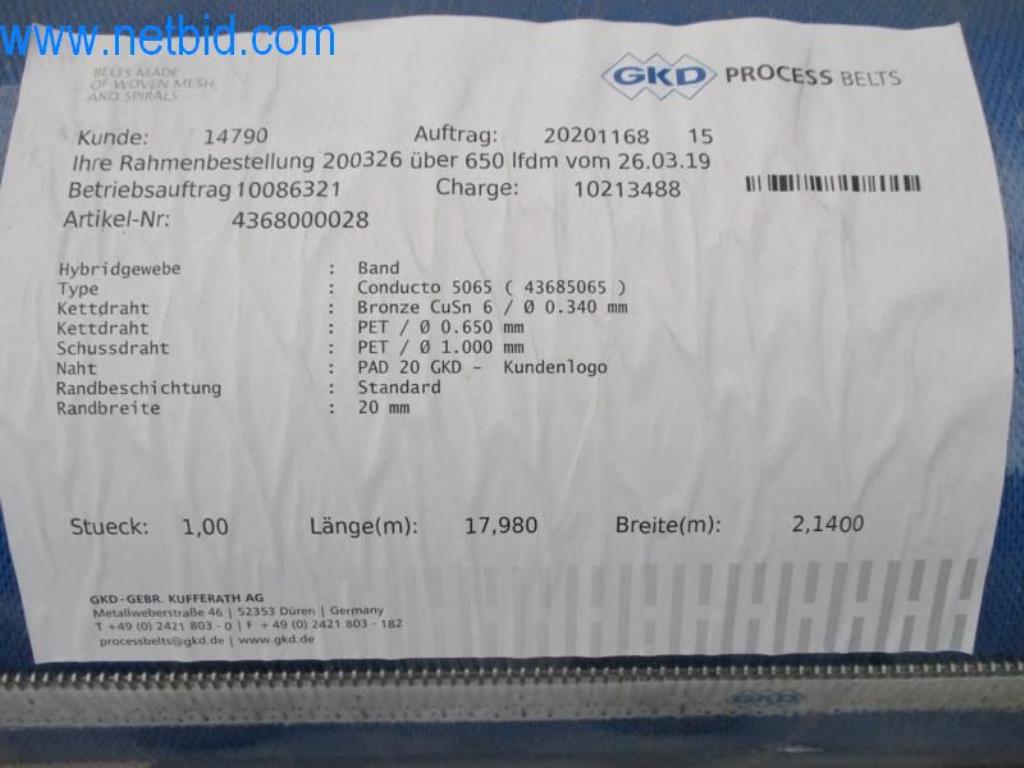 www.netbid.com
BELTS MADE
OF WOVEN MESH
AND SPIRALS
GKD PROCESS BELTS
Kunde: 14790 Auftrag: 20201168 15
Ihre Rahmenbestellung 200326 über 650 lfdm vom 26.03.19
Betriebsauftrag 10086321 Charge: 10213488
Artikel-Nr: 4368000028
Hybridgewebe : Band
Type : Conducto 5065 ( 43685065 )
Kettdraht : Bronze CuSn 6 / Ø 0.340 mm
Kettdraht : PET / Ø 0.650 mm
Schussdraht : PET / Ø 1.000 mm
Naht : PAD 20 GKD - Kundenlogo
Randbeschichtung : Standard
Randbreite : 20 mm
Stueck: 1,00 Länge(m): 17,980 Breite(m): 2,1400
GKD-GEBR. KUFFERATH AG
Metallweberstraße 46 | 52353 Düren | Germany
T +49 (0) 2421 803 - 0 | F +49 (0) 2421 803 - 182
processbelts@gkd.de | www.gkd.de
GKD